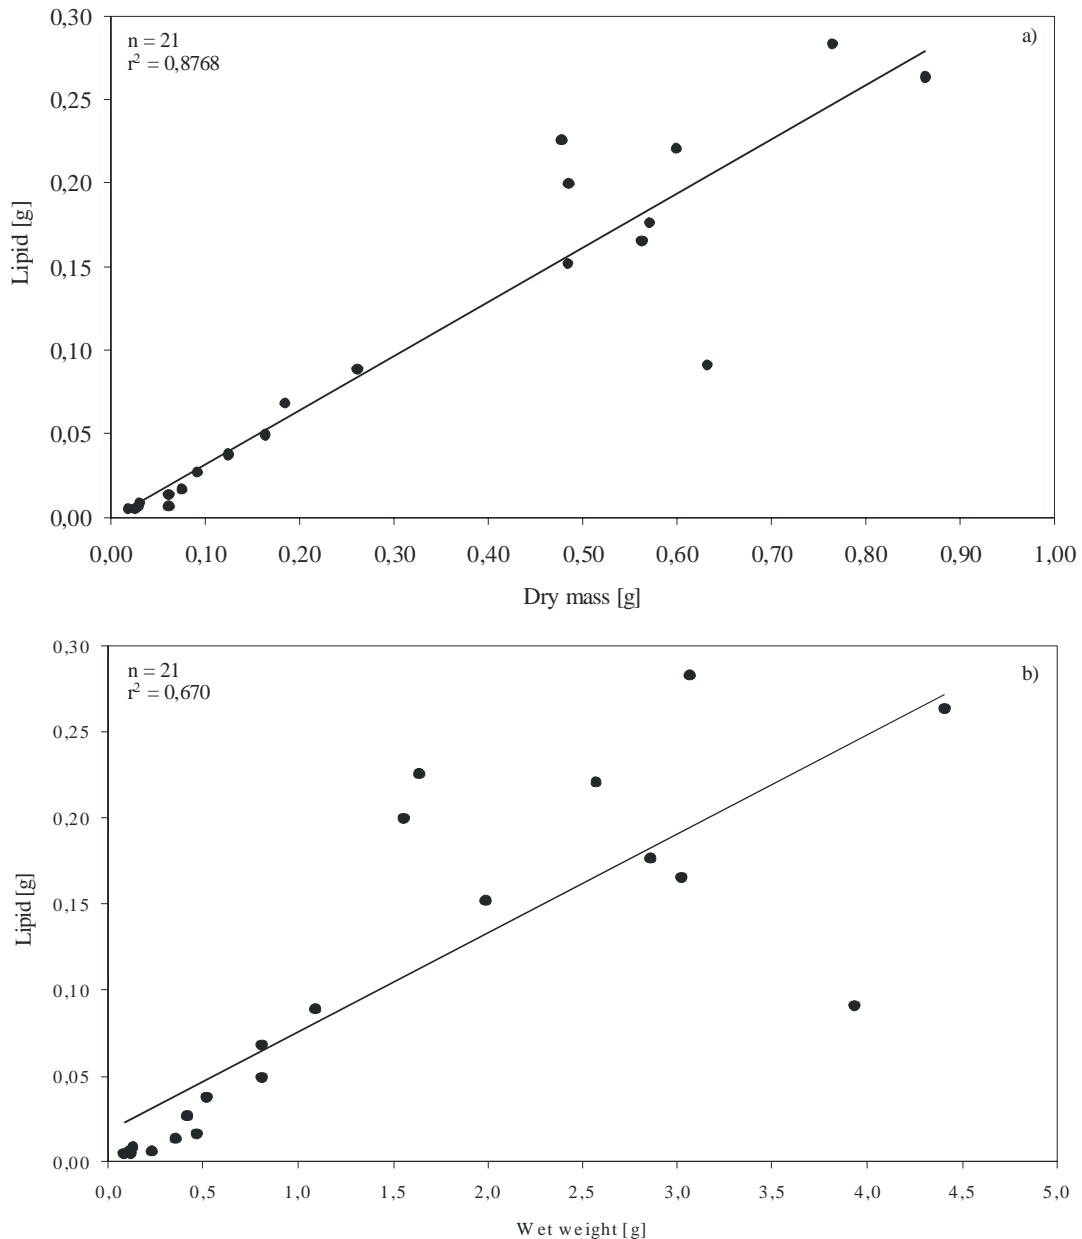 0,30
n = 21
a)
r² = 0,8768
0,25
0,20
Lipid [g]
0,15
0,10
0,05
0,00
0,00 0,10 0,20 0,30 0,40 0,50 0,60 0,70 0,80 0,90 1,00
Dry mass [g]
0,30
n = 21
b)
r² = 0,670
0,25
0,20
Lipid [g]
0,15
0,10
0,05
0,00
0,0 0,5 1,0 1,5 2,0 2,5 3,0 3,5 4,0 4,5 5,0
Wet weight [g]